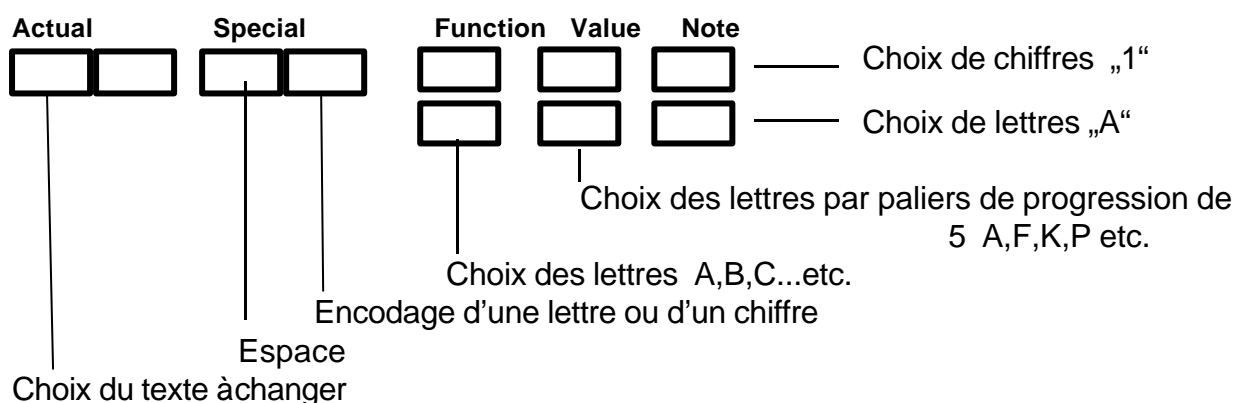 Actual Special Function Value Note
Choix de chiffres „1“
Choix de lettres „A“
Choix des lettres par paliers de progression de
5 A,F,K,P etc.
Choix des lettres A,B,C...etc.
Encodage d’une lettre ou d’un chiffre
Espace
Choix du texte àchanger